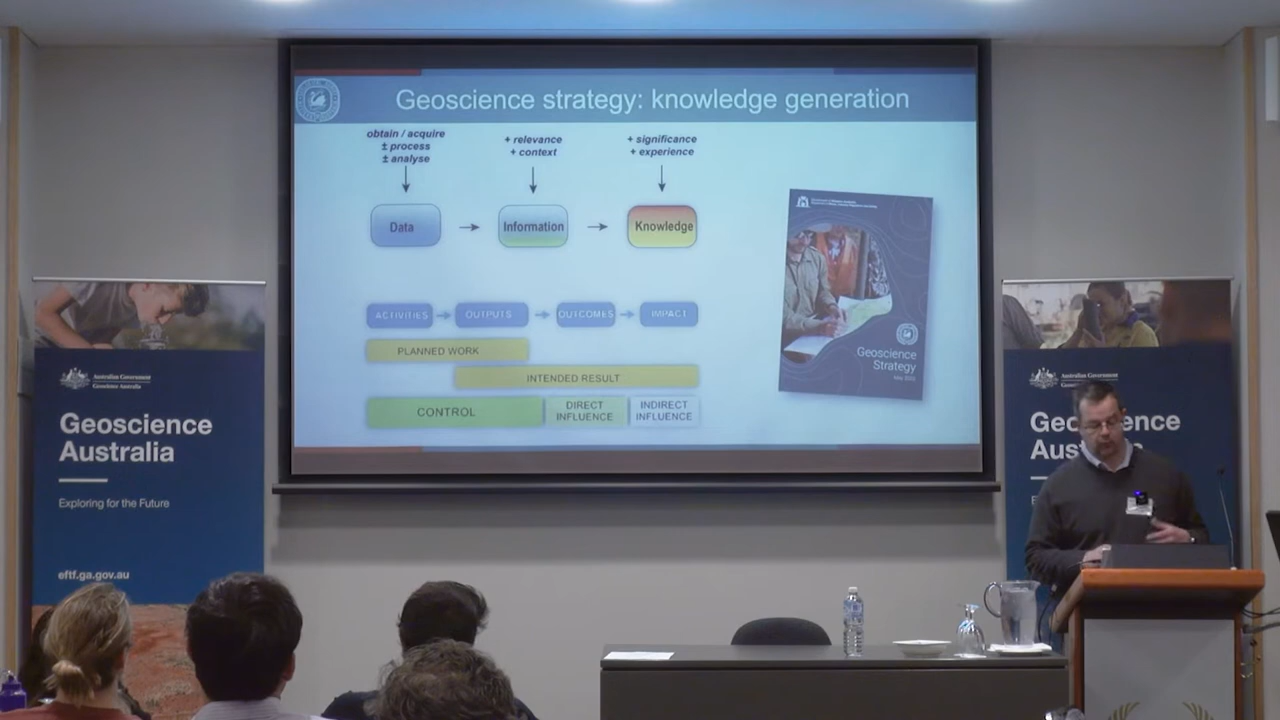 Geoscience strategy: knowledge generation
obtain / acquire
± process
± analyse
+ relevance
+ context
+ significance
+ experience
Data
Information
Knowledge
ACTIVITIES
OUTPUTS
OUTCOMES
IMPACT
PLANNED WORK
INTENDED RESULT
CONTROL
DIRECT
INFLUENCE
INDIRECT
INFLUENCE
Geoscience
Strategy
Australian Government
Geoscience Australia
Geoscience
Australia
Exploring for the Future
eftf.ga.gov.au
Australian Government
Geo ence
Aus